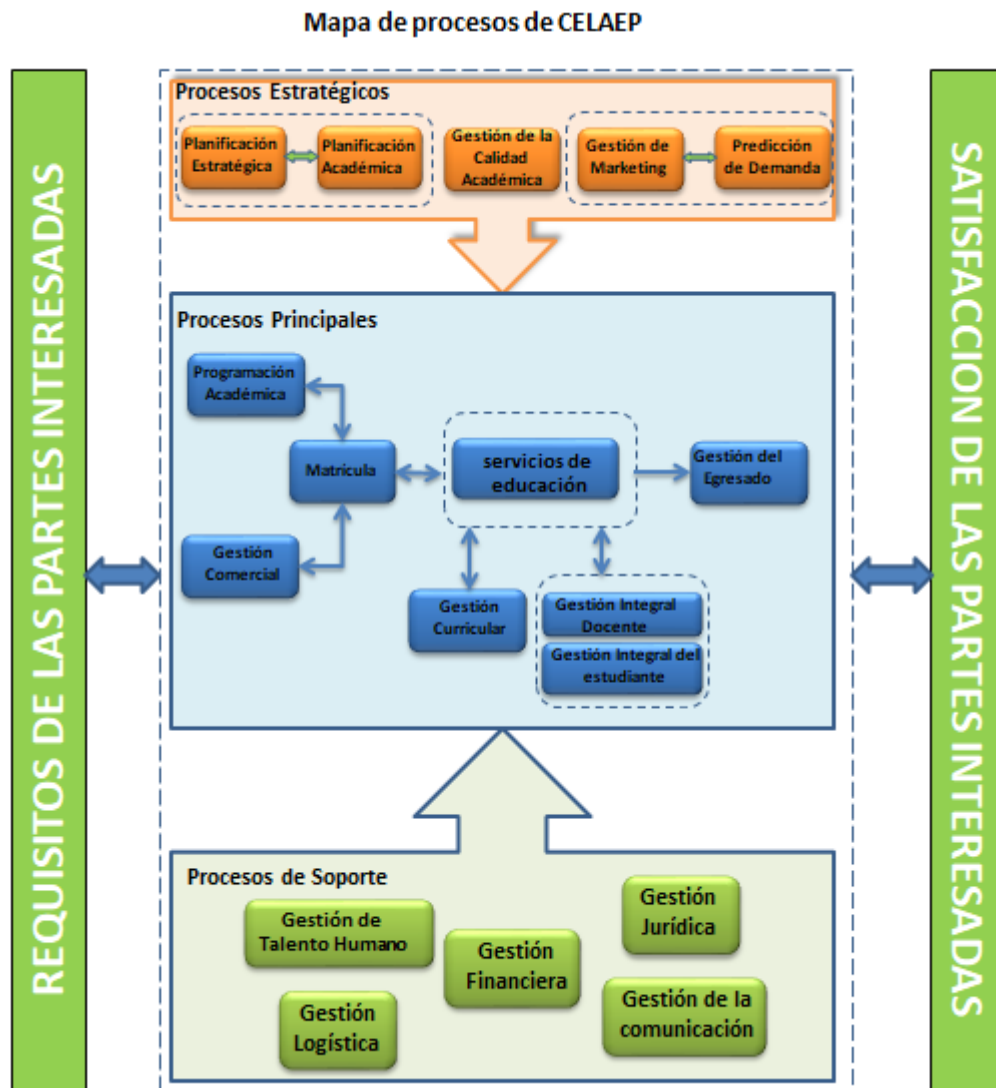 Mapa de procesos de CELAEP
REQUISITOS DE LAS PARTES INTERESADAS
Procesos Estratégicos
Planificación
Estratégica
Planificación
Académica
Gestión de la
Calidad
Académica
Gestión de
Marketing
Predicción
de Demanda
Procesos Principales
Programación
Académica
Matrícula
servicios de
educación
Gestión del
Egresado
Gestión
Comercial
Gestión
Curricular
Gestión Integral
Docente
Gestión Integral del
estudiante
Procesos de Soporte
Gestión de
Talento Humano
Gestión
Financiera
Gestión
Jurídica
Gestión
Logística
Gestión de la
comunicación
SATISFACCION DE LAS PARTES INTERESADAS